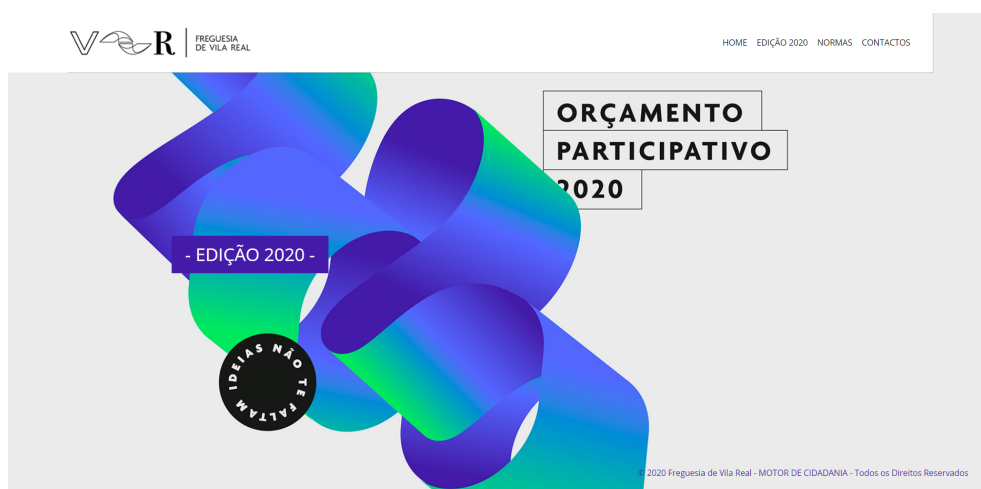 VR
FREGUESIA
DE VILA REAL
HOME EDIÇÃO 2020 NORMAS CONTACTOS
ORÇAMENTO
PARTICIPATIVO
2020
- EDIÇÃO 2020 -
IDEIAS NÃO TE FALTAM
© 2020 Freguesia de Vila Real - MOTOR DE CIDADANIA - Todos os Direitos Reservados